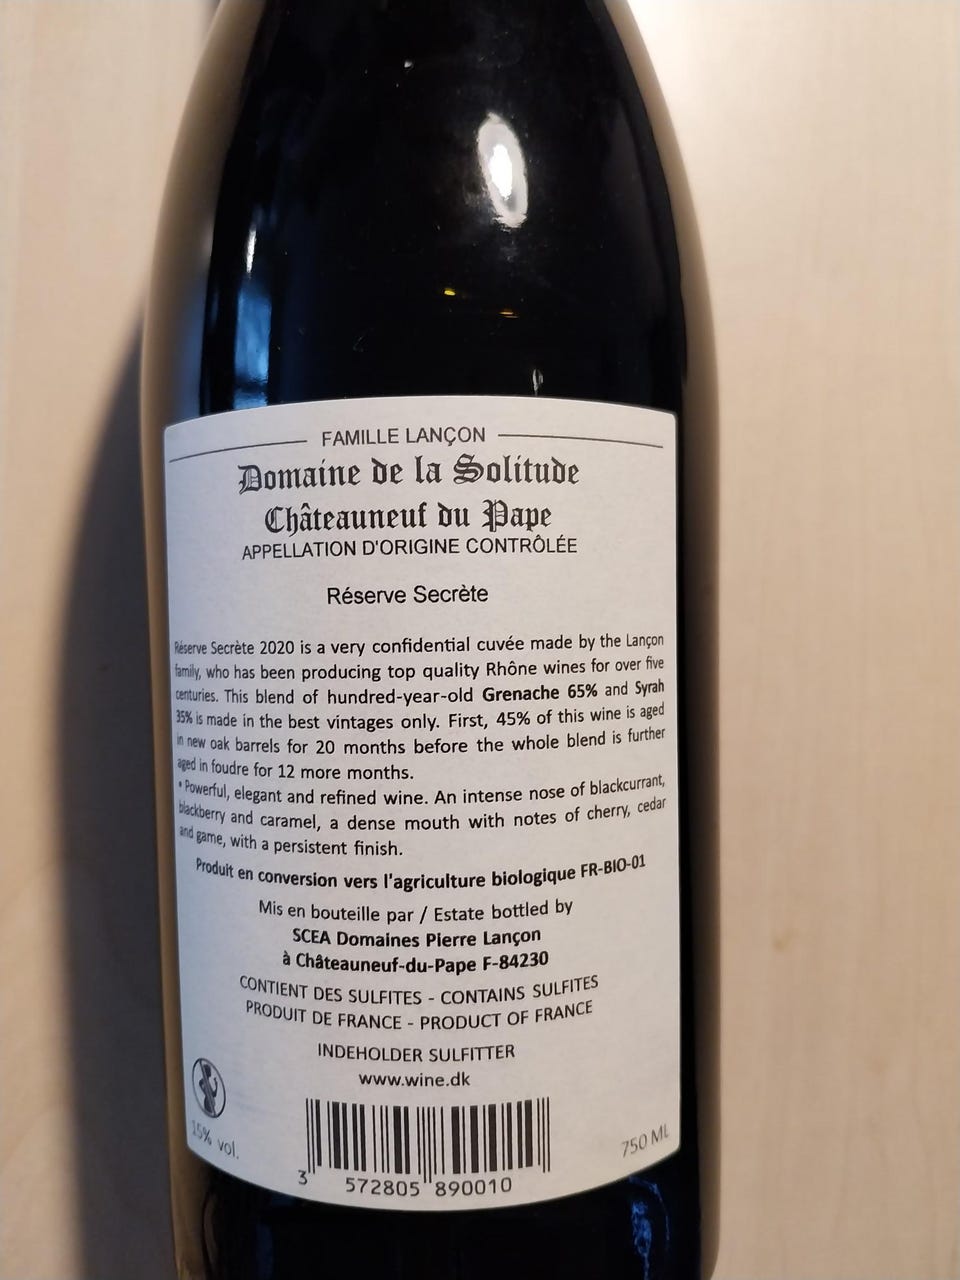 FAMILLE LANÇON
Domaine de la Solitude
Châteauneuf du Pape
APPELLATION D'ORIGINE CONTRÔLÉE
Réserve Secrète
Réserve Secrète 2020 is a very confidential cuvée made by the Lançon
family, who has been producing top quality Rhône wines for over five
centuries. This blend of hundred-year-old Grenache 65% and Syrah
35% is made in the best vintages only. First, 45% of this wine is aged
in new oak barrels for 20 months before the whole blend is further
aged in foudre for 12 more months.
* Powerful, elegant and refined wine. An intense nose of blackcurrant,
blackberry and caramel, a dense mouth with notes of cherry, cedar
and game, with a persistent finish.
Produit en conversion vers l'agriculture biologique FR-BIO-01
Mis en bouteille par / Estate bottled by
SCEA Domaines Pierre Lançon
à Châteauneuf-du-Pape F-84230
CONTIENT DES SULFITES - CONTAINS SULFITES
PRODUIT DE FRANCE - PRODUCT OF FRANCE
INDEHOLDER SULFITTER
www.wine.dk
15% vol.
750 ML
3 572805 890010